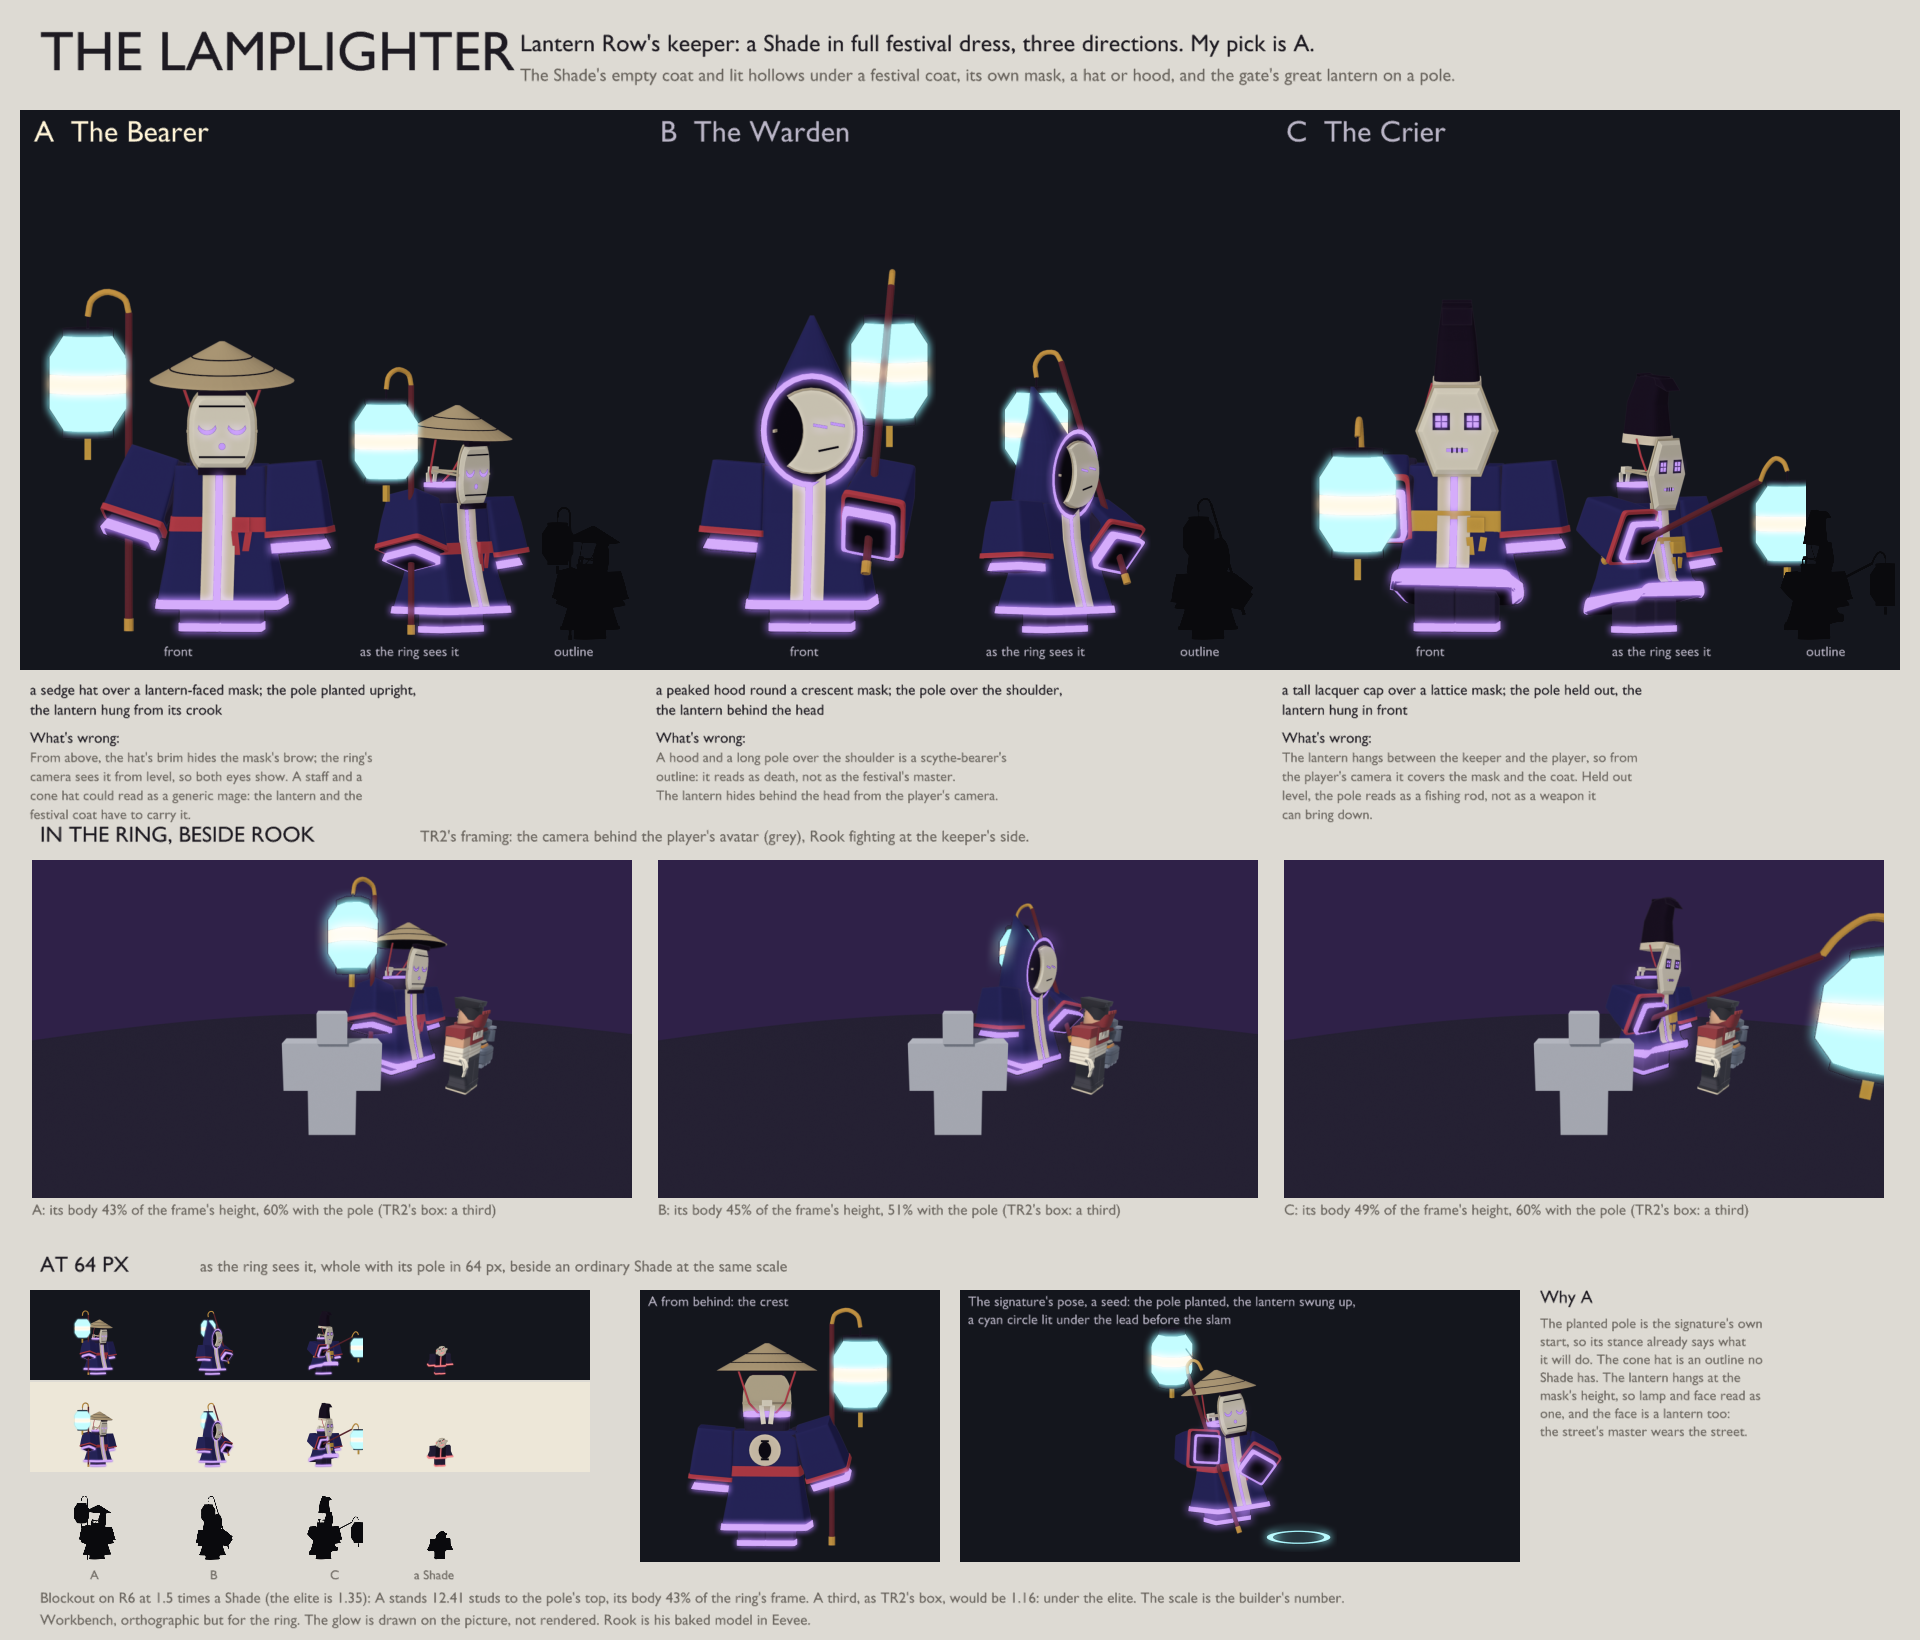 THE LAMPLIGHTER
Lantern Row's keeper: a Shade in full festival dress, three directions. My pick is A.
The Shade's empty coat and lit hollows under a festival coat, its own mask, a hat or hood, and the gate's great lantern on a pole.
A The Bearer
B The Warden
C The Crier
front
as the ring sees it
outline
front
as the ring sees it
outline
front
as the ring sees it
outline
a sedge hat over a lantern-faced mask; the pole planted upright,
the lantern hung from its crook
What's wrong:
From above, the hat's brim hides the mask's brow; the ring's
camera sees it from level, so both eyes show. A staff and a
cone hat could read as a generic mage: the lantern and the
festival coat have to carry it.
a peaked hood round a crescent mask; the pole over the shoulder,
the lantern behind the head
What's wrong:
A hood and a long pole over the shoulder is a scythe-bearer's
outline: it reads as death, not as the festival's master.
The lantern hides behind the head from the player's camera.
a tall lacquer cap over a lattice mask; the pole held out, the
lantern hung in front
What's wrong:
The lantern hangs between the keeper and the player, so from
the player's camera it covers the mask and the coat. Held out
level, the pole reads as a fishing rod, not as a weapon it
can bring down.
IN THE RING, BESIDE ROOK
TR2's framing: the camera behind the player's avatar (grey), Rook fighting at the keeper's side.
A: its body 43% of the frame's height, 60% with the pole (TR2's box: a third)
B: its body 45% of the frame's height, 51% with the pole (TR2's box: a third)
C: its body 49% of the frame's height, 60% with the pole (TR2's box: a third)
AT 64 PX
as the ring sees it, whole with its pole in 64 px, beside an ordinary Shade at the same scale
A
B
C
a Shade
A from behind: the crest
The signature's pose, a seed: the pole planted, the lantern swung up,
a cyan circle lit under the lead before the slam
Why A
The planted pole is the signature's own
start, so its stance already says what
it will do. The cone hat is an outline no
Shade has. The lantern hangs at the
mask's height, so lamp and face read as
one, and the face is a lantern too:
the street's master wears the street.
Blockout on R6 at 1.5 times a Shade (the elite is 1.35): A stands 12.41 studs to the pole's top, its body 43% of the ring's frame. A third, as TR2's box, would be 1.16: under the elite. The scale is the builder's number.
Workbench, orthographic but for the ring. The glow is drawn on the picture, not rendered. Rook is his baked model in Eevee.